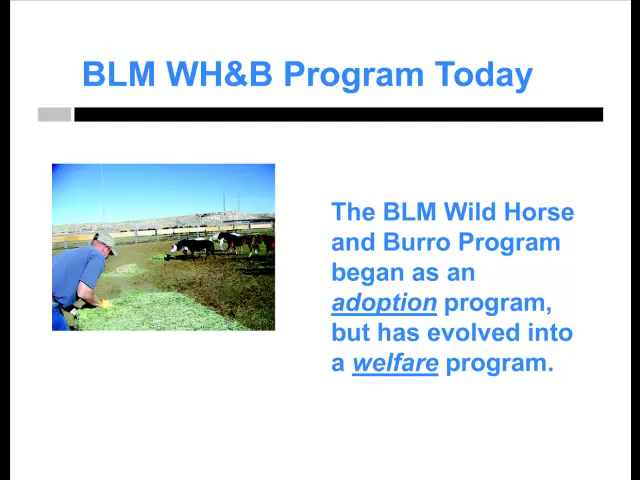 BLM WH&B Program Today
The BLM Wild Horse
and Burro Program
began as an
adoption program,
but has evolved into
a welfare program.